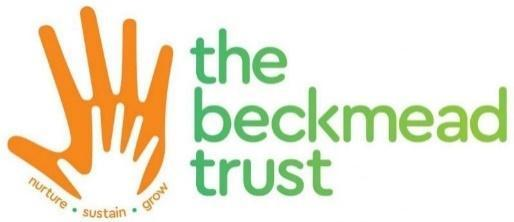 the
beckmead
trust
nurture • sustain • grow